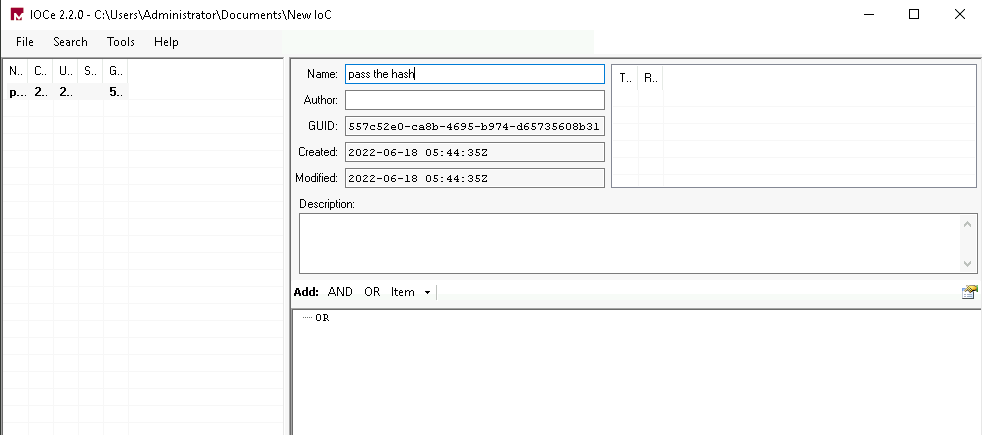 IOCe 2.2.0 - C:\Users\Administrator\Documents\New IoC
File Search Tools Help
N.. C.. U.. S.. G..
p... 2.. 2.. 5..
Name: pass the hash
T.. R..
Author:
GUID: 557c52e0-ca8b-4695-b974-d65735608b31
Created: 2022-06-18 05:44:35Z
Modified: 2022-06-18 05:44:35Z
Description:
Add: AND OR Item
OR